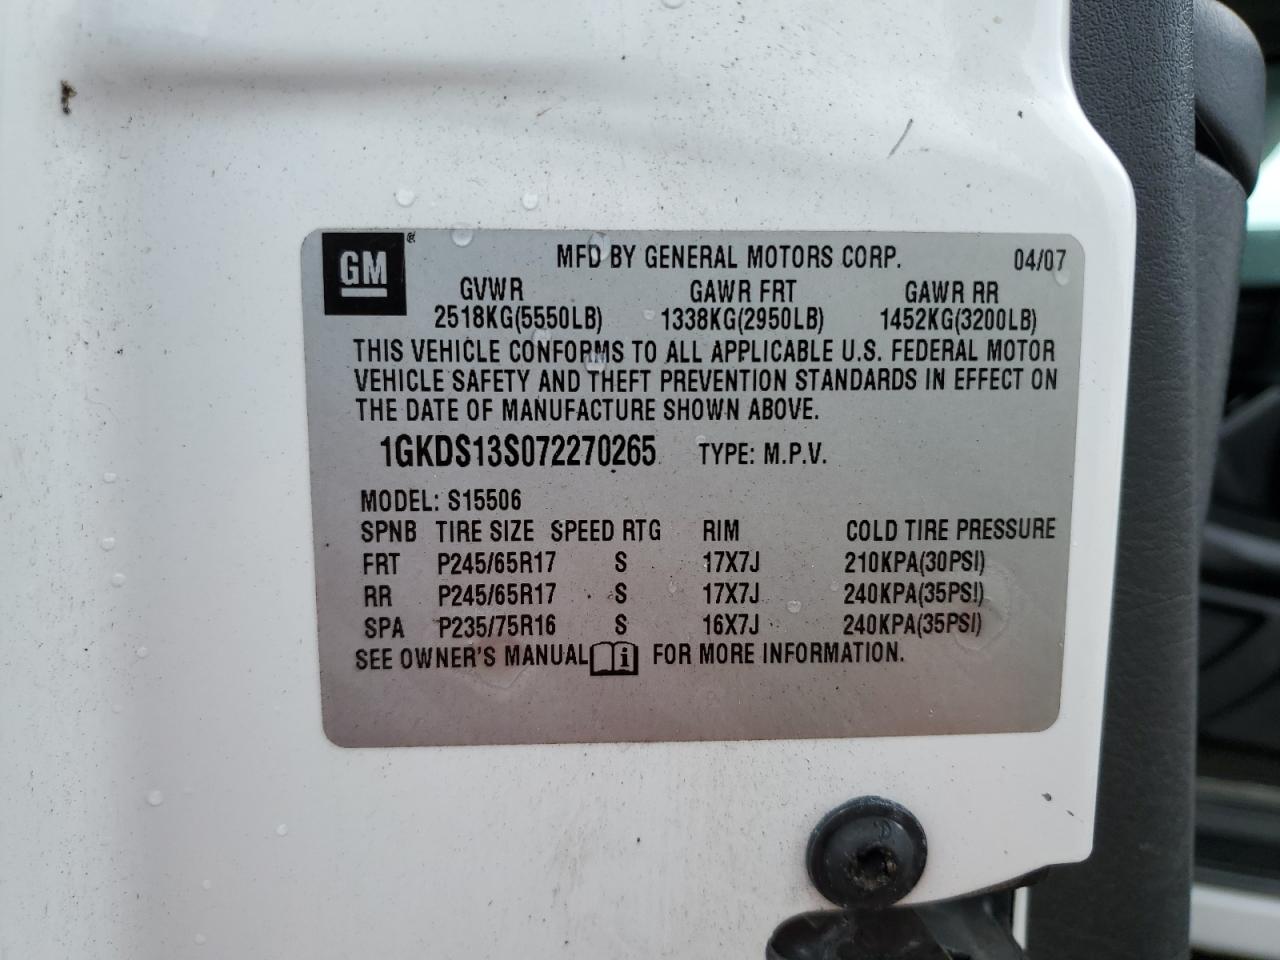 GM ®
MFD BY GENERAL MOTORS CORP. 04/07
GVWR GAWR FRT GAWR RR
2518KG(5550LB) 1338KG(2950LB) 1452KG(3200LB)
THIS VEHICLE CONFORMS TO ALL APPLICABLE U.S. FEDERAL MOTOR
VEHICLE SAFETY AND THEFT PREVENTION STANDARDS IN EFFECT ON
THE DATE OF MANUFACTURE SHOWN ABOVE.
1GKDS13S072270265 TYPE: M.P.V.
MODEL: S15506
SPNB TIRE SIZE SPEED RTG RIM COLD TIRE PRESSURE
FRT P245/65R17 S 17X7J 210KPA(30PSI)
RR P245/65R17 S 17X7J 240KPA(35PSI)
SPA P235/75R16 S 16X7J 240KPA(35PSI)
SEE OWNER'S MANUAL i FOR MORE INFORMATION.